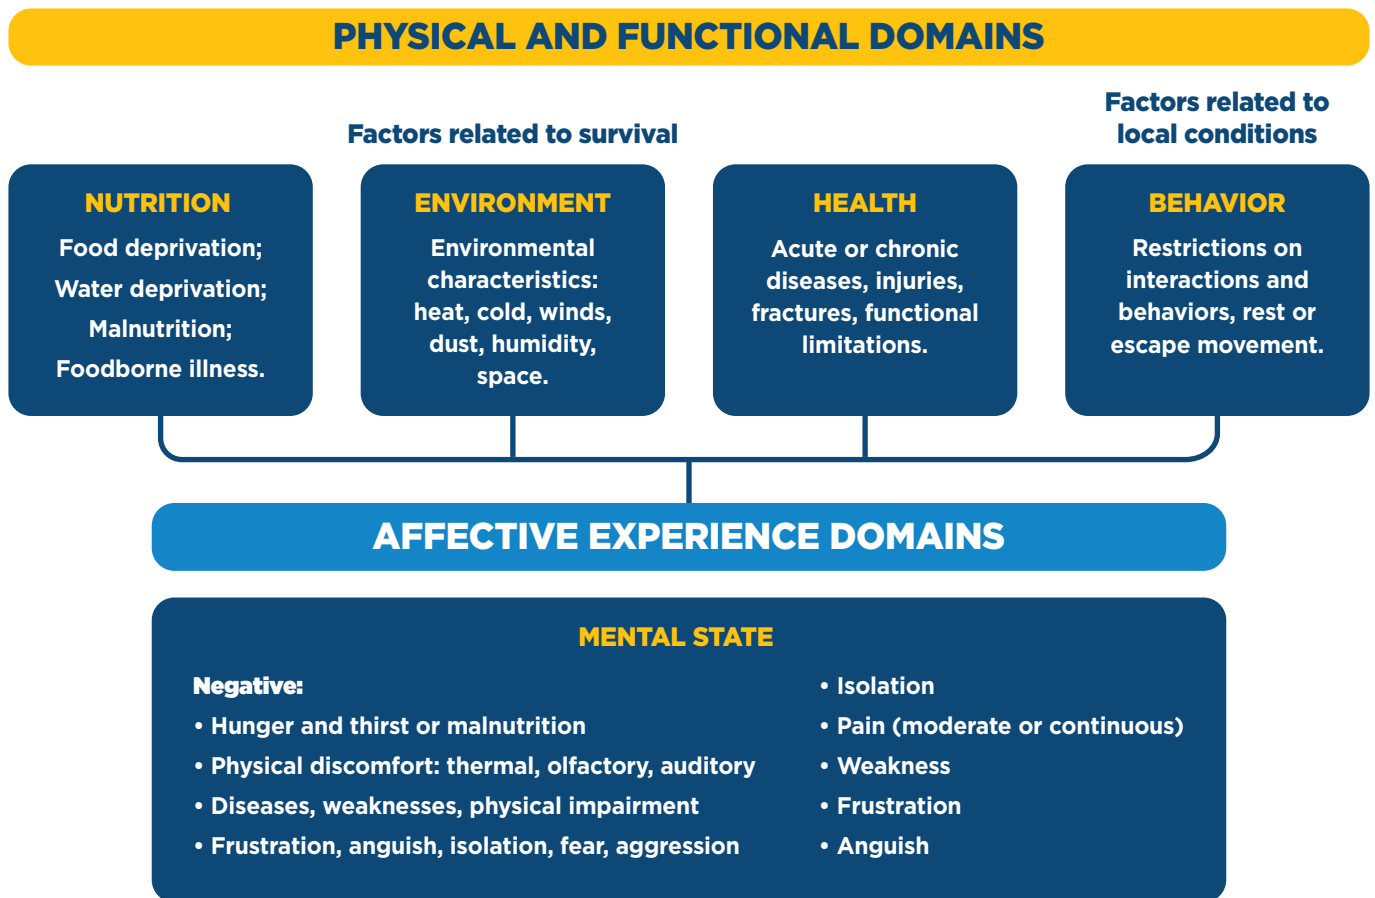 PHYSICAL AND FUNCTIONAL DOMAINS
Factors related to survival
Factors related to
local conditions
NUTRITION
Food deprivation;
Water deprivation;
Malnutrition;
Foodborne illness.
ENVIRONMENT
Environmental
characteristics:
heat, cold, winds,
dust, humidity,
space.
HEALTH
Acute or chronic
diseases, injuries,
fractures, functional
limitations.
BEHAVIOR
Restrictions on
interactions and
behaviors, rest or
escape movement.
AFFECTIVE EXPERIENCE DOMAINS
MENTAL STATE
Negative:
• Hunger and thirst or malnutrition
• Physical discomfort: thermal, olfactory, auditory
• Diseases, weaknesses, physical impairment
• Frustration, anguish, isolation, fear, aggression
• Isolation
• Pain (moderate or continuous)
• Weakness
• Frustration
• Anguish